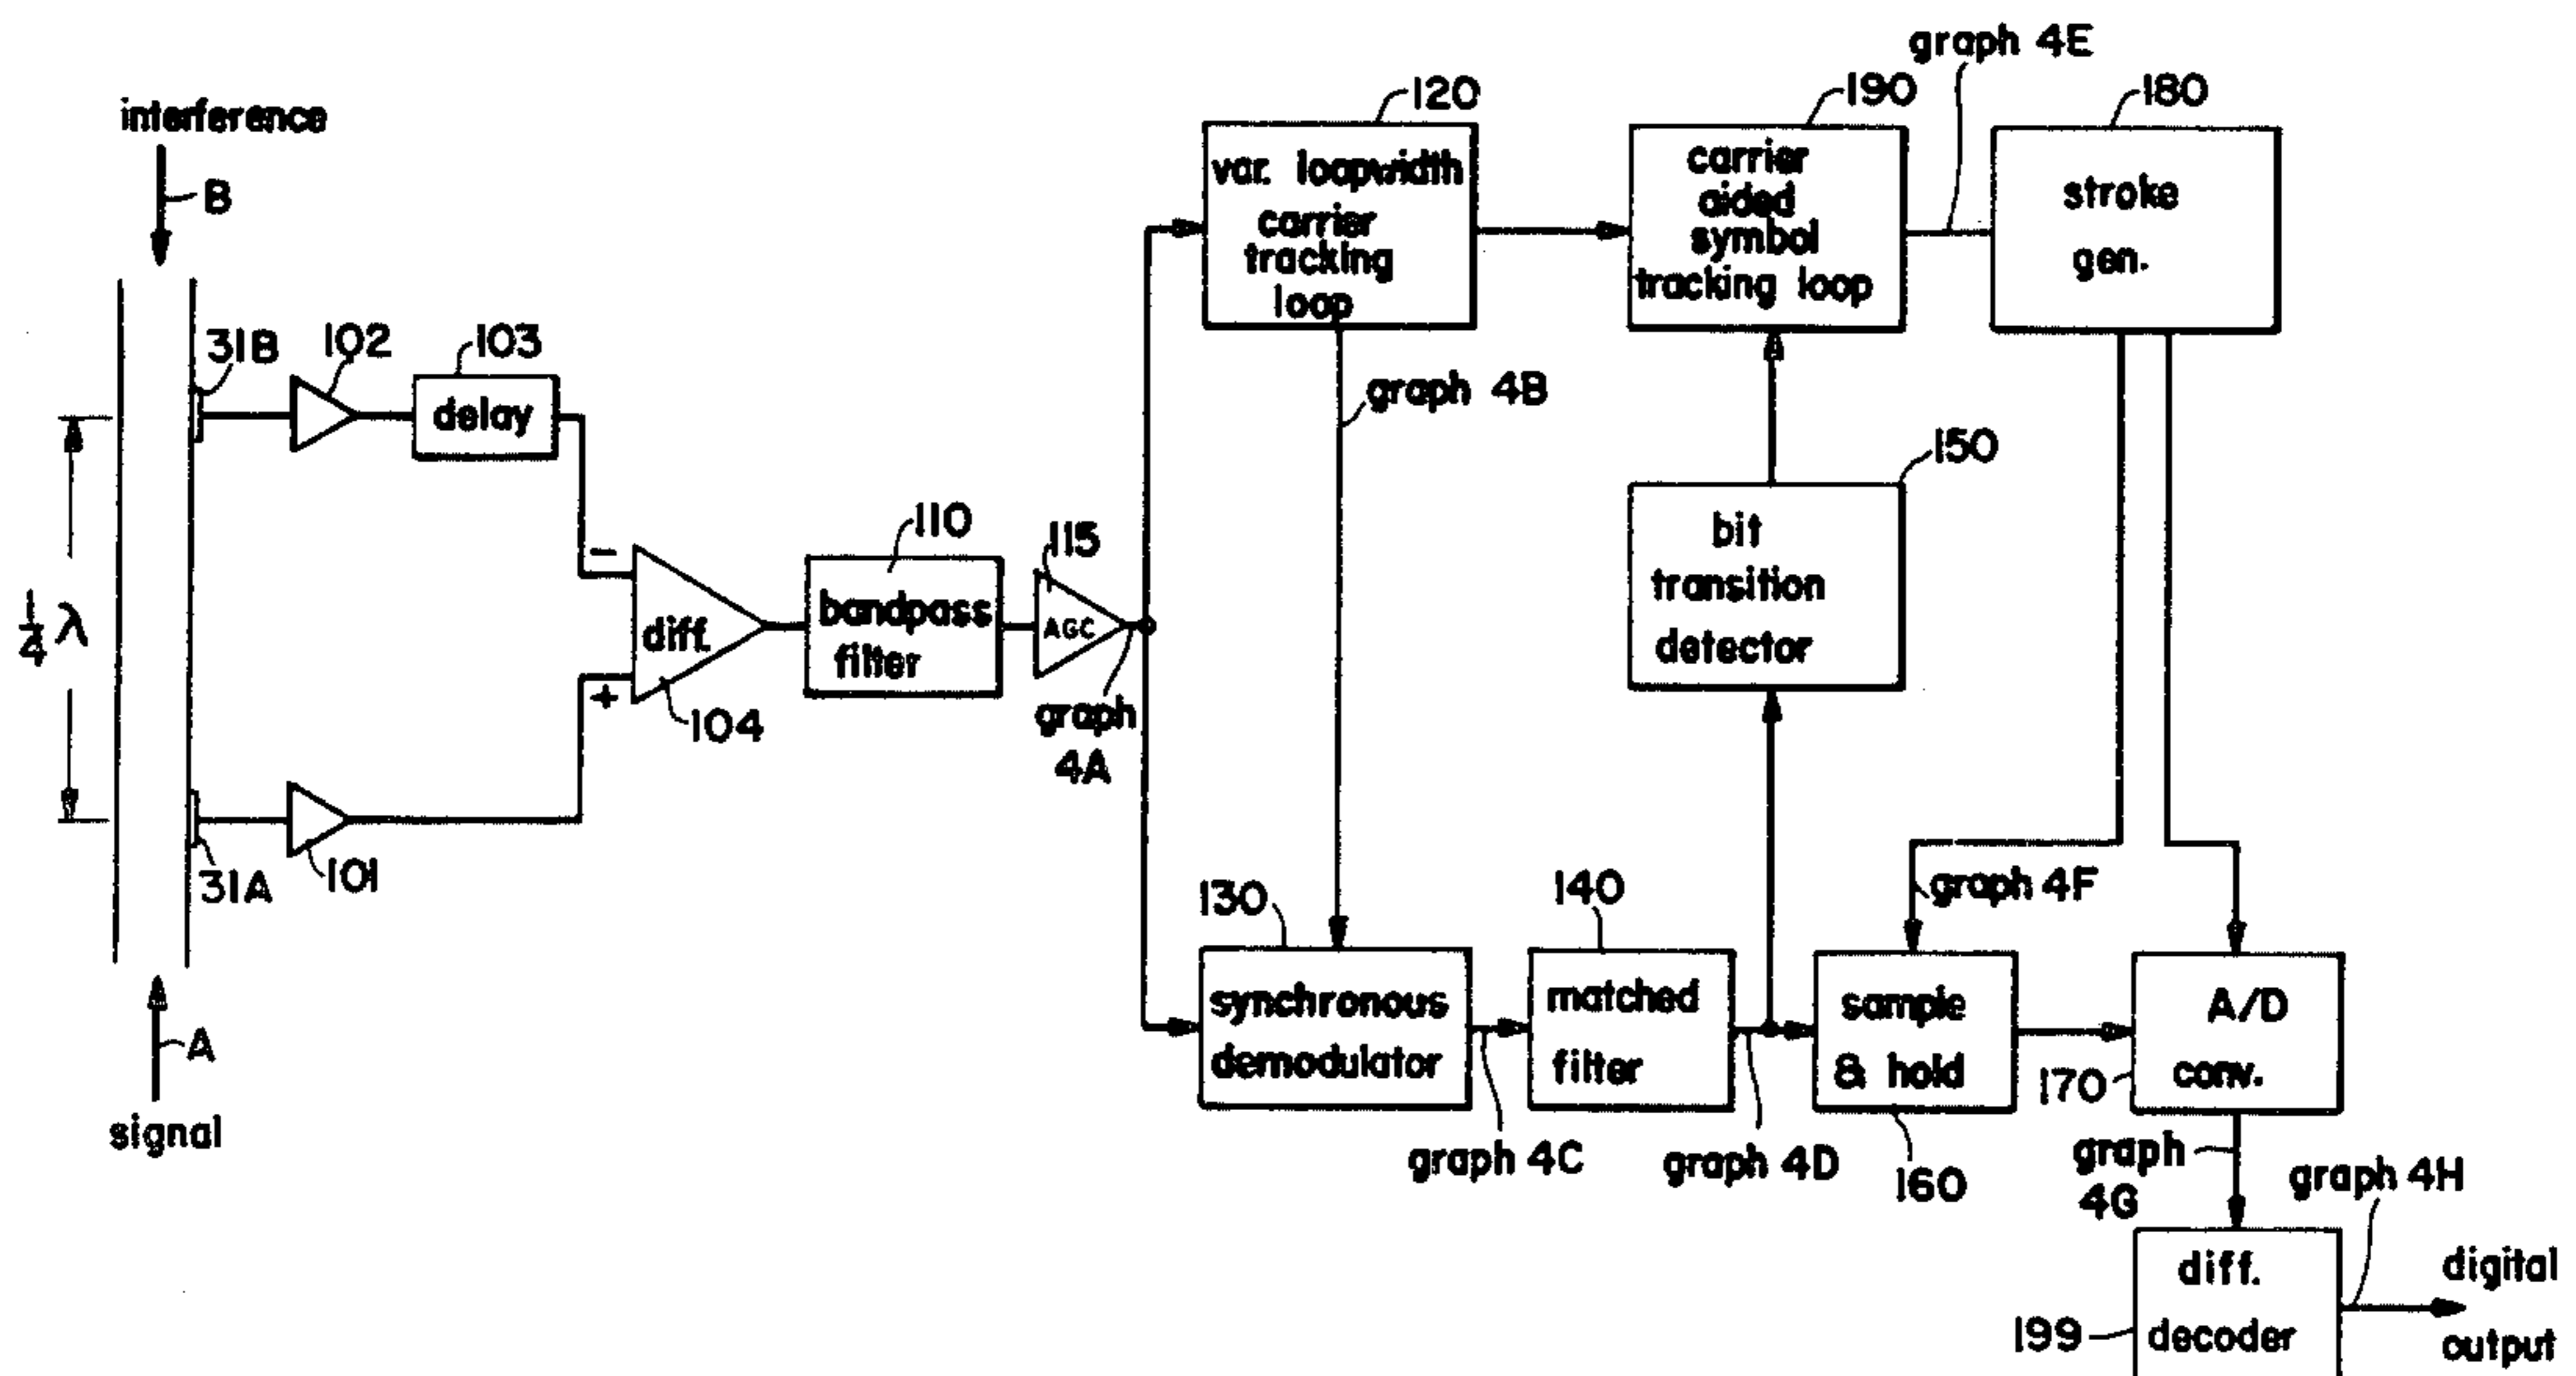 interference
B
31B
102
103
delay
1/4 λ
31A
101
A
signal
−
+
diff.
104
110
bandpass
filter
115
AGC
graph
4A
120
var. loopwidth
carrier
tracking
loop
graph 4B
190
carrier
aided
symbol
tracking loop
graph 4E
180
stroke
gen.
150
bit
transition
detector
graph 4F
130
synchronous
demodulator
graph 4C
140
matched
filter
graph 4D
sample
& hold
160
A/D
conv.
170
graph
4G
graph 4H
diff.
decoder
199
digital
output